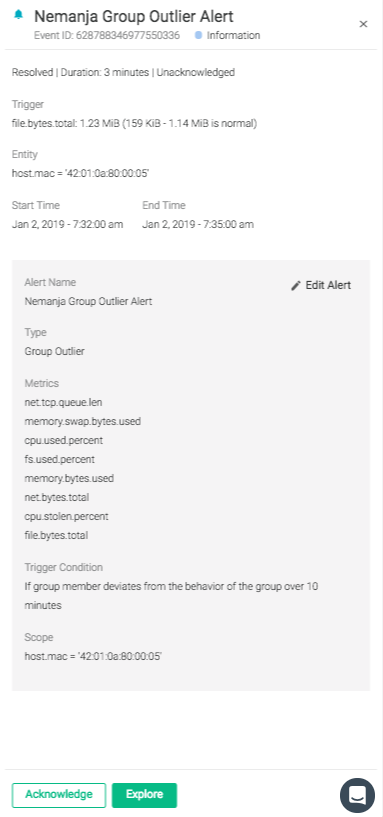 Nemanja Group Outlier Alert
Event ID: 628788346977550336 Information
Resolved | Duration: 3 minutes | Unacknowledged
Trigger
file.bytes.total: 1.23 MiB (159 KiB - 1.14 MiB is normal)
Entity
host.mac = '42:01:0a:80:00:05'
Start Time End Time
Jan 2, 2019 - 7:32:00 am Jan 2, 2019 - 7:35:00 am
Alert Name Edit Alert
Nemanja Group Outlier Alert
Type
Group Outlier
Metrics
net.tcp.queue.len
memory.swap.bytes.used
cpu.used.percent
fs.used.percent
memory.bytes.used
net.bytes.total
cpu.stolen.percent
file.bytes.total
Trigger Condition
If group member deviates from the behavior of the group over 10
minutes
Scope
host.mac = '42:01:0a:80:00:05'
Acknowledge Explore